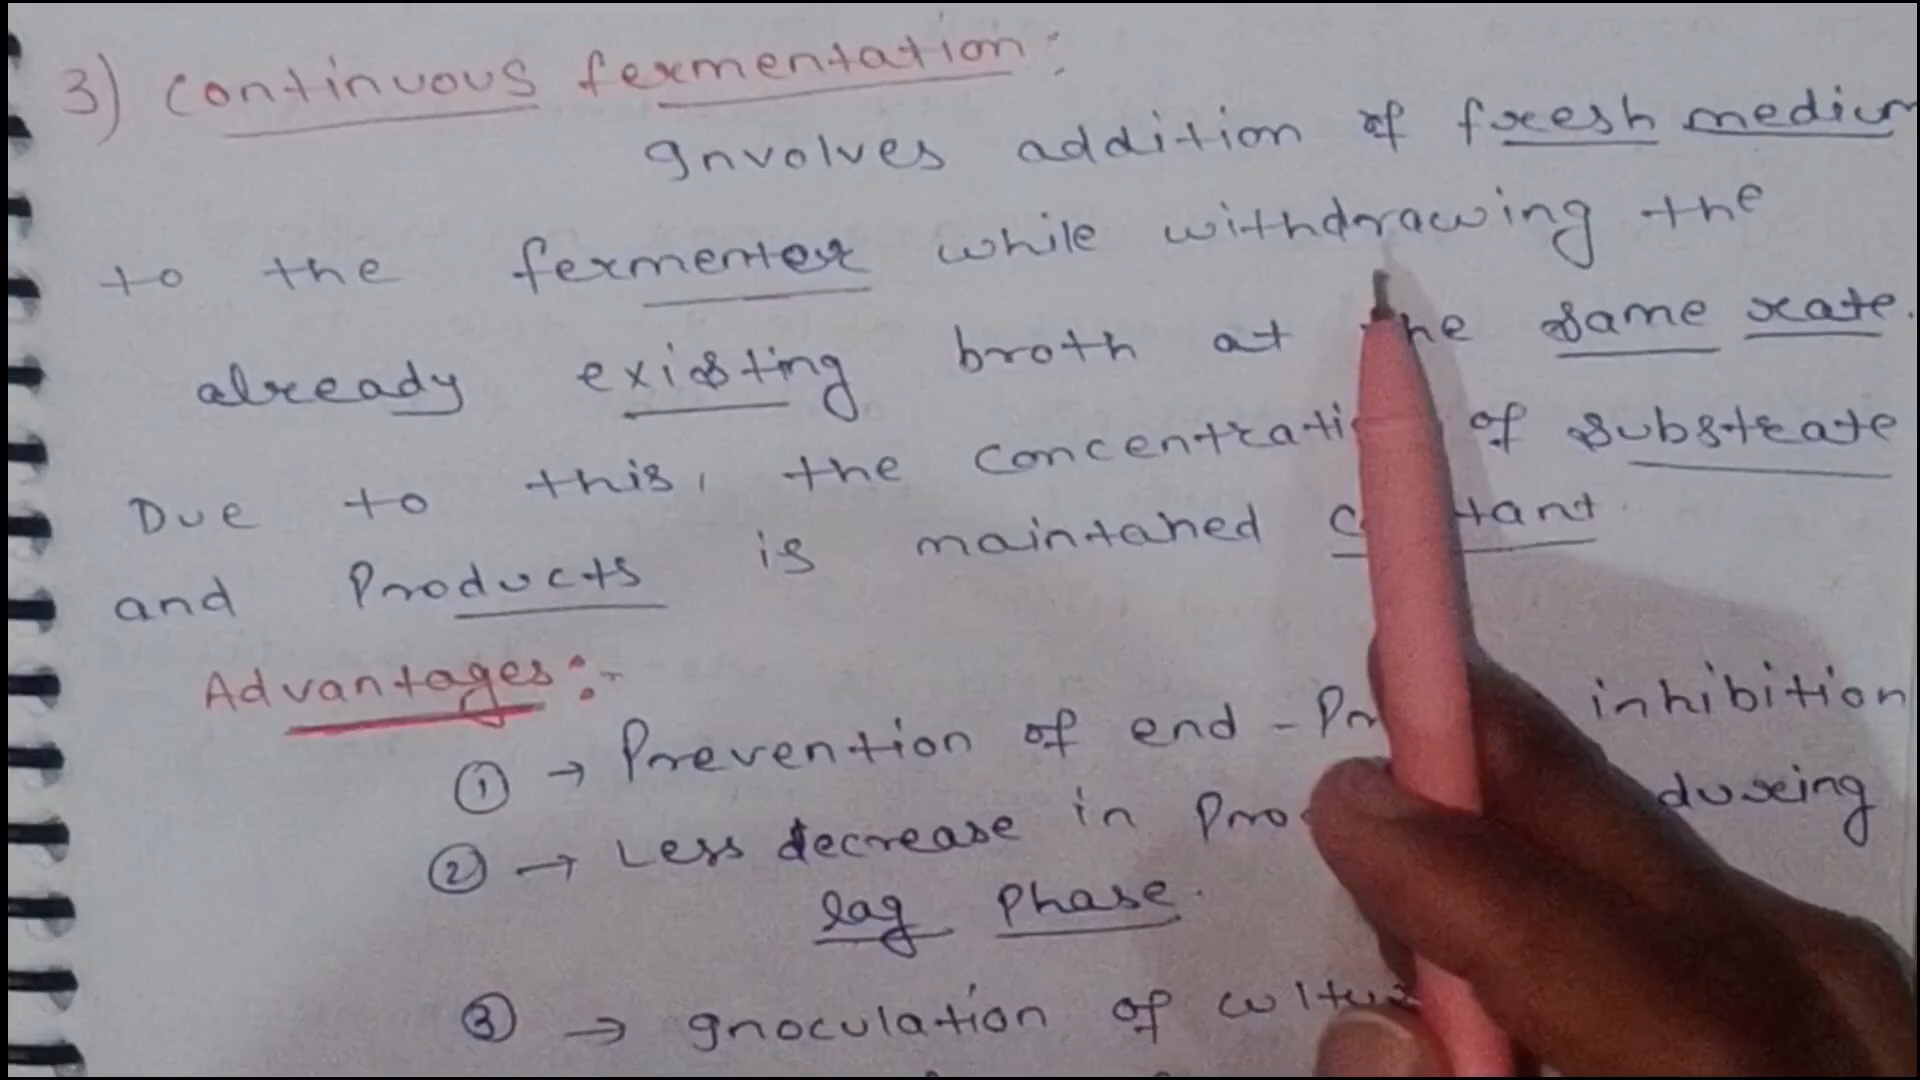 3) Continuous fermentation:
Involves addition of fresh medium
to the fermenter while withdrawing the
already existing broth at the same rate.
Due to this, the concentration of substrate
and Products is maintaned constant.
Advantages:-
① → Prevention of end - inhibition
② → Less decrease in during
lag Phase.
③ → Inoculation of